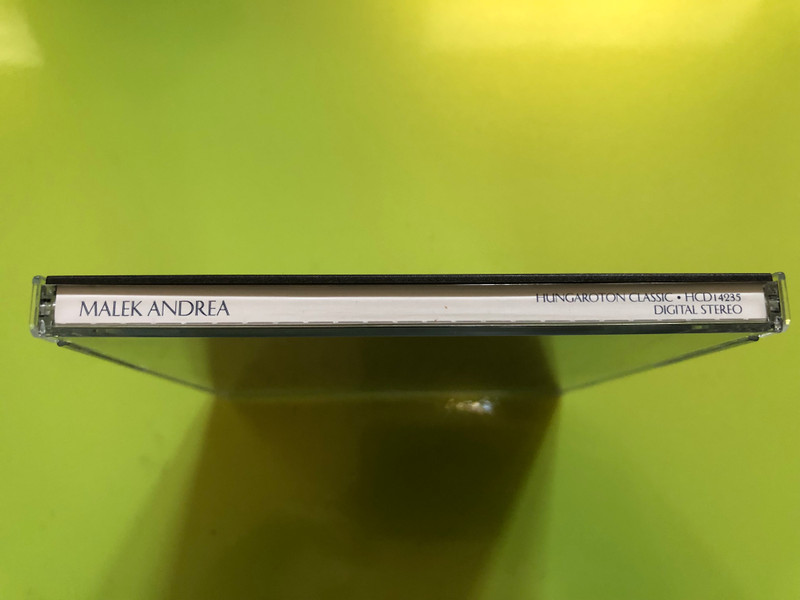 MALEK ANDREA
HUNGAROTON CLASSIC • HCD14235
DIGITAL STEREO